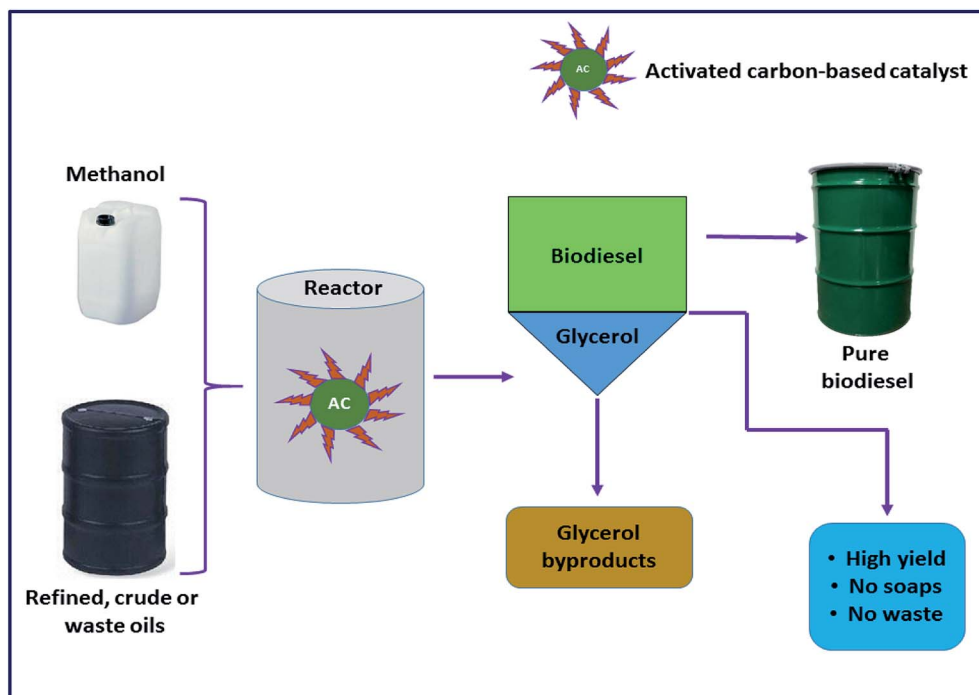 AC
Activated carbon-based catalyst
Methanol
Reactor
AC
Refined, crude or
waste oils
Biodiesel
Glycerol
Glycerol
byproducts
Pure
biodiesel
• High yield
• No soaps
• No waste